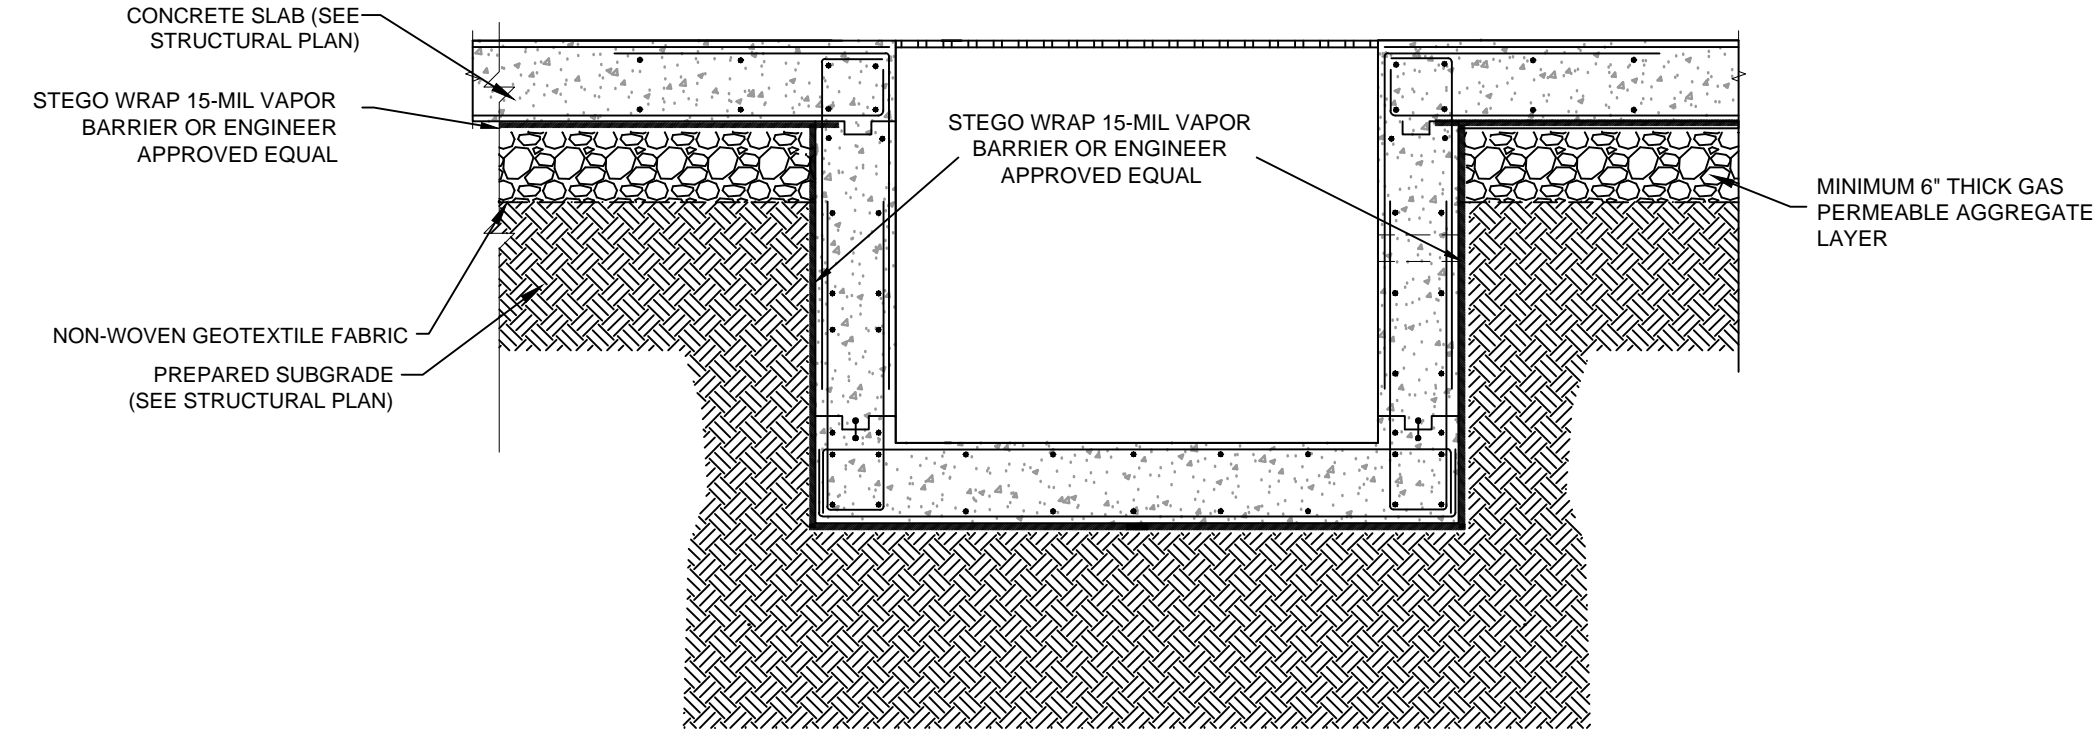 CONCRETE SLAB (SEE
STRUCTURAL PLAN)
STEGO WRAP 15-MIL VAPOR
BARRIER OR ENGINEER
APPROVED EQUAL
STEGO WRAP 15-MIL VAPOR
BARRIER OR ENGINEER
APPROVED EQUAL
MINIMUM 6" THICK GAS
PERMEABLE AGGREGATE
LAYER
NON-WOVEN GEOTEXTILE FABRIC
PREPARED SUBGRADE
(SEE STRUCTURAL PLAN)